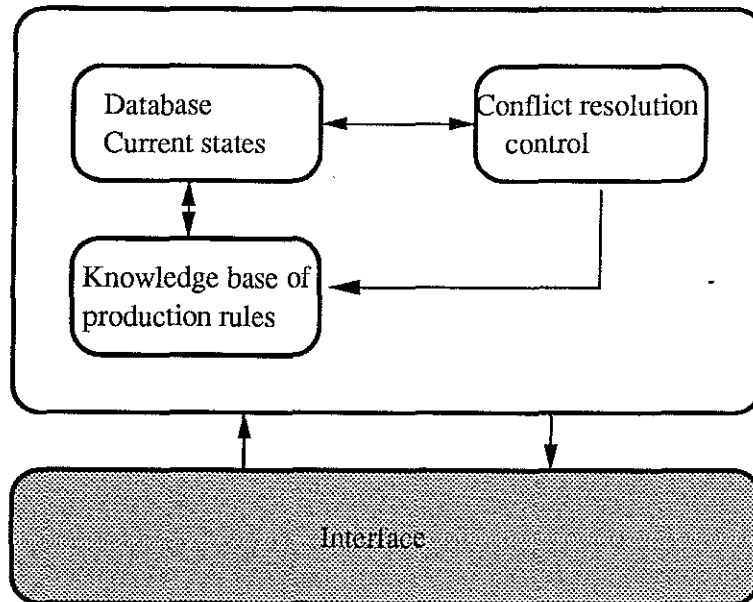 Database
Current states
Conflict resolution
control
Knowledge base of
production rules
Interface